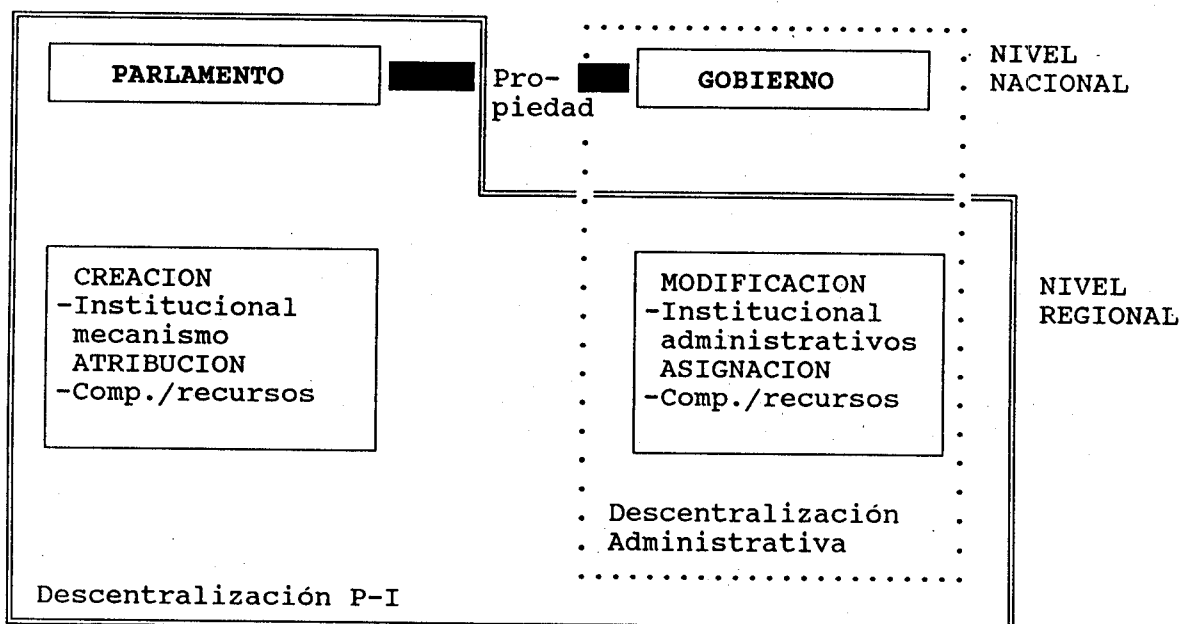 PARLAMENTO
Pro-
piedad
GOBIERNO
NIVEL
NACIONAL
CREACION
-Institucional
mecanismo
ATRIBUCION
-Comp./recursos
MODIFICACION
-Institucional
administrativos
ASIGNACION
-Comp./recursos
NIVEL
REGIONAL
Descentralización
Administrativa
Descentralización P-I